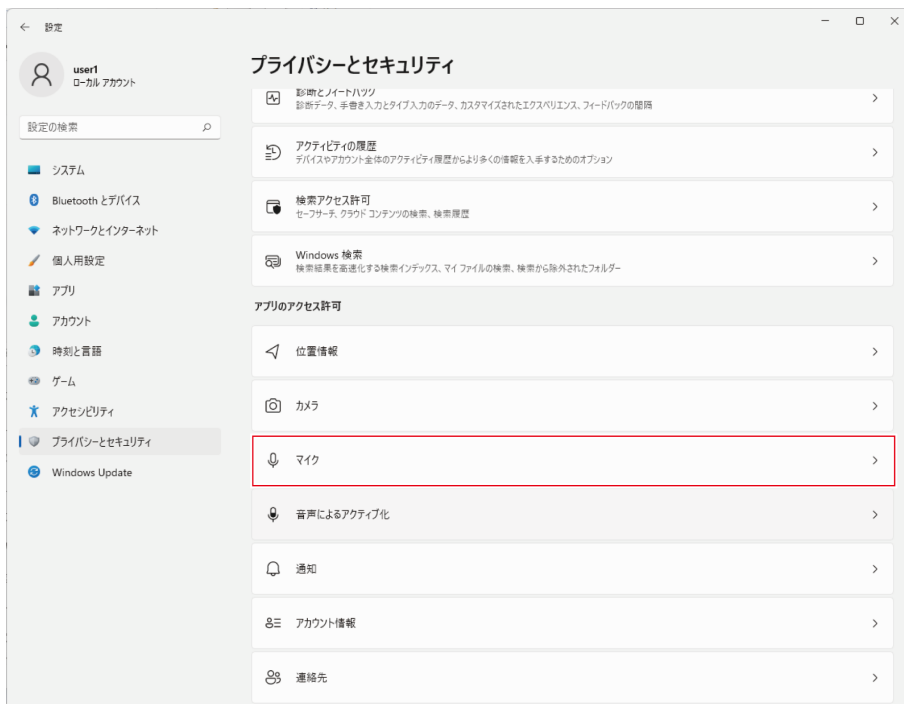 設定
user1
ローカル アカウント
設定の検索
システム
Bluetooth とデバイス
ネットワークとインターネット
個人用設定
アプリ
アカウント
時刻と言語
ゲーム
アクセシビリティ
プライバシーとセキュリティ
Windows Update
プライバシーとセキュリティ
診断とフィードバック
診断データ、手書き入力とタイプ入力のデータ、カスタマイズされたエクスペリエンス、フィードバックの間隔
アクティビティの履歴
デバイスやアカウント全体のアクティビティ履歴からより多くの情報を入手するためのオプション
検索アクセス許可
セーフサーチ、クラウド コンテンツの検索、検索履歴
Windows 検索
検索結果を高速化する検索インデックス、マイ ファイルの検索、検索から除外されたフォルダー
アプリのアクセス許可
位置情報
カメラ
マイク
音声によるアクティブ化
通知
アカウント情報
連絡先